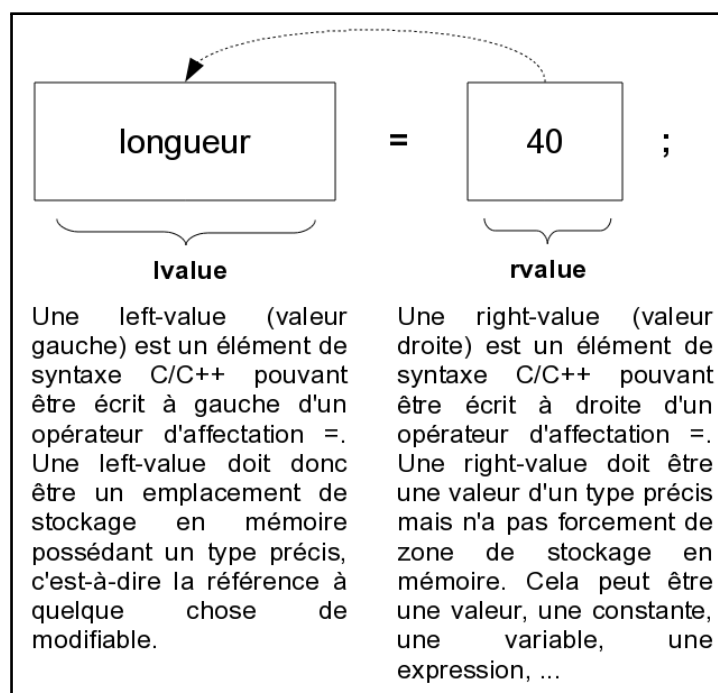 longueur = 40 ;
lvalue
rvalue
Une left-value (valeur
gauche) est un élément de
syntaxe C/C++ pouvant
être écrit à gauche d'un
opérateur d'affectation =.
Une left-value doit donc
être un emplacement de
stockage en mémoire
possédant un type précis,
c'est-à-dire la référence à
quelque chose de
modifiable.
Une right-value (valeur
droite) est un élément de
syntaxe C/C++ pouvant
être écrit à droite d'un
opérateur d'affectation =.
Une right-value doit être
une valeur d'un type précis
mais n'a pas forcement de
zone de stockage en
mémoire. Cela peut être
une valeur, une constante,
une variable, une
expression, ...